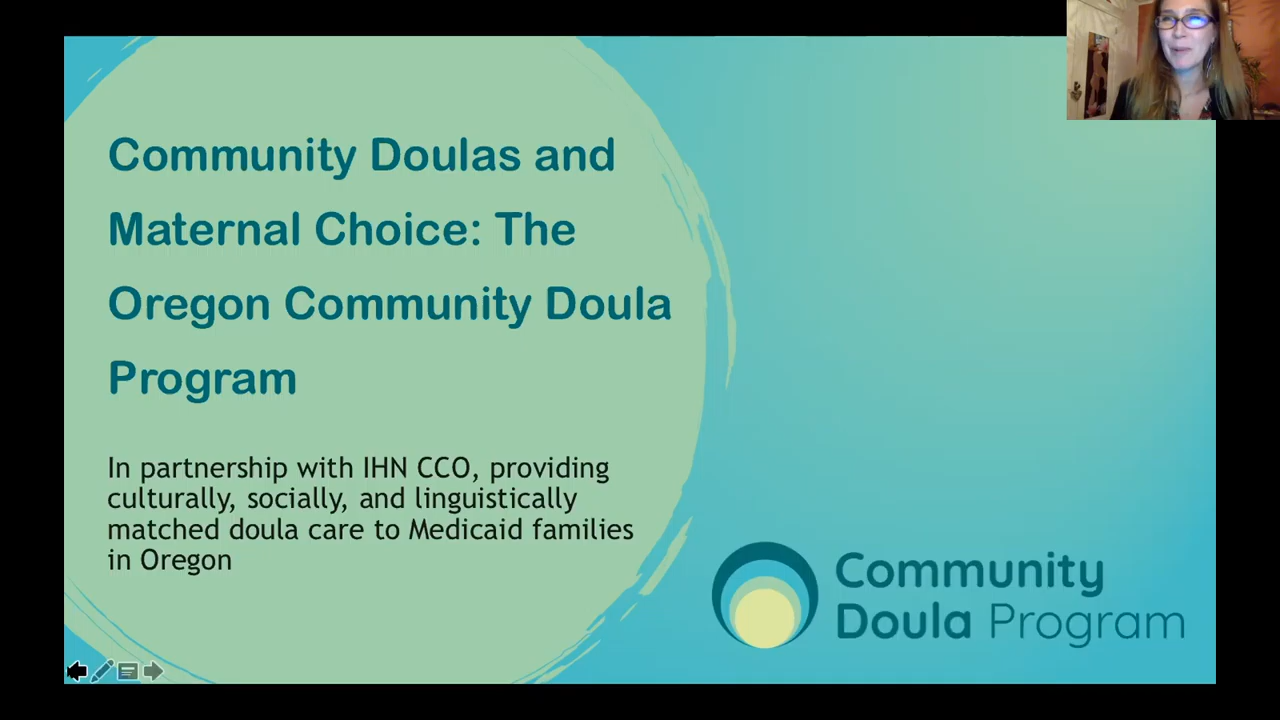 Community Doulas and
Maternal Choice: The
Oregon Community Doula
Program
In partnership with IHN CCO, providing
culturally, socially, and linguistically
matched doula care to Medicaid families
in Oregon
Community
Doula Program